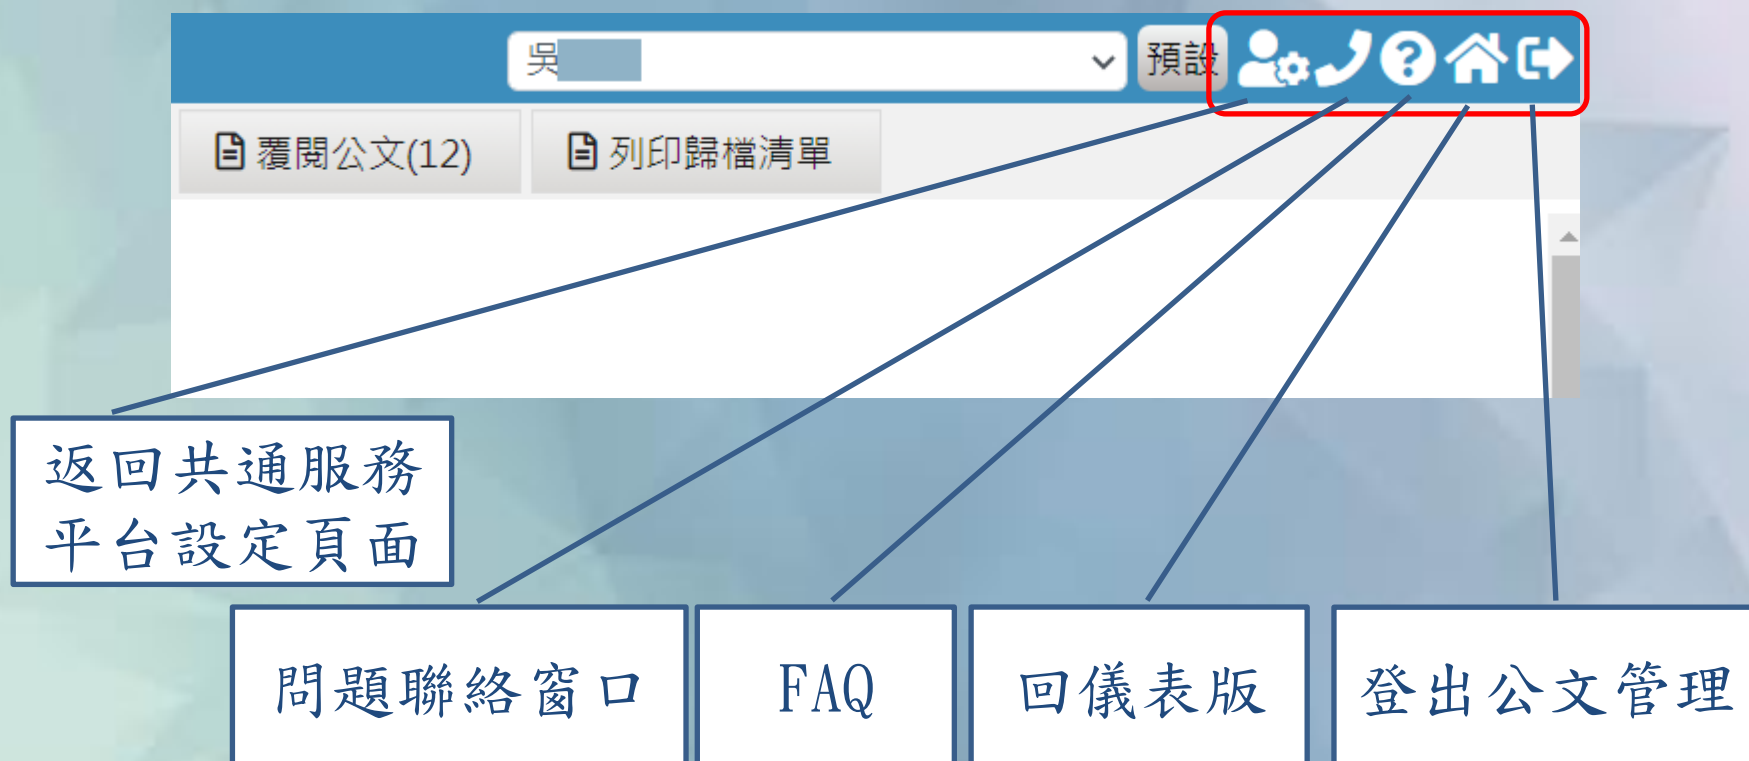 吳
預設
覆閱公文(12)
列印歸檔清單
返回共通服務
平台設定頁面
問題聯絡窗口
FAQ
回儀表版
登出公文管理